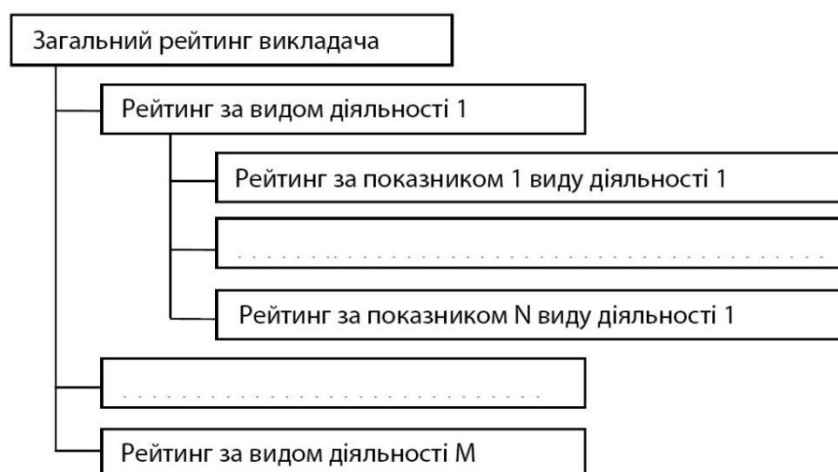 Загальний рейтинг викладача
Рейтинг за видом діяльності 1
Рейтинг за показником 1 виду діяльності 1
. . . . . . .. . . . . . . . . . . . . . . . . . . . . . . . . . . . . . . . . . . . .
Рейтинг за показником N виду діяльності 1
. . . . . . . . . . . . . . . . . . . . . . . . . . . . . . .
Рейтинг за видом діяльності М